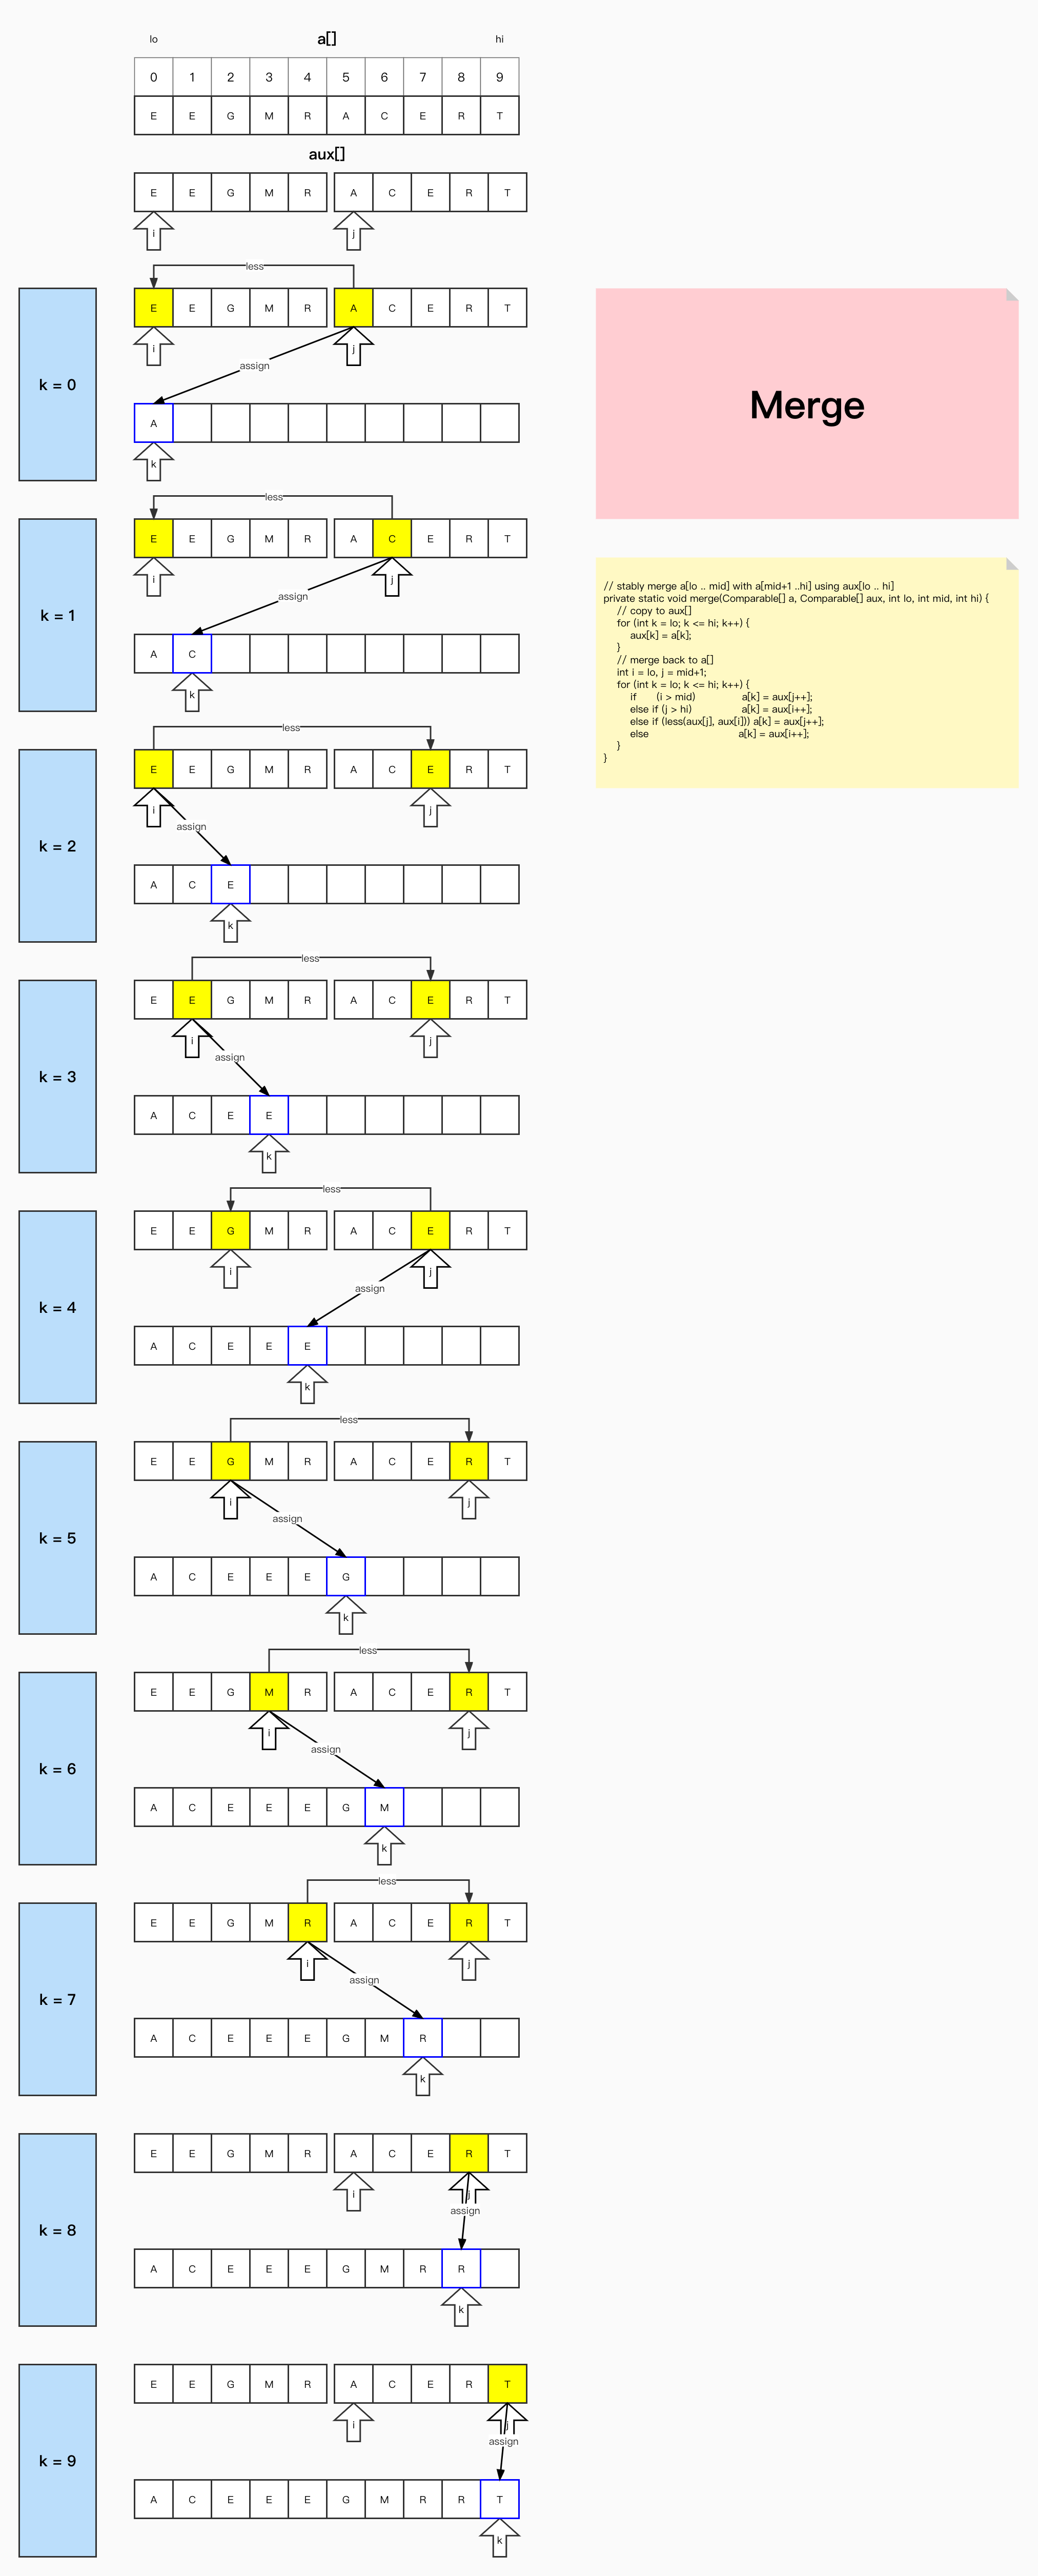 lo a[] hi
0 1 2 3 4 5 6 7 8 9
E E G M R A C E R T
aux[]
E E G M R A C E R T
i j
less
E E G M R A C E R T
i j
k = 0
assign
A
k
less
E E G M R A C E R T
i j
assign
k = 1
A C
k
less
E E G M R A C E R T
i j
assign
k = 2
A C E
k
less
E E G M R A C E R T
i j
assign
k = 3
A C E E
k
less
E E G M R A C E R T
i j
assign
k = 4
A C E E E
k
less
E E G M R A C E R T
i j
assign
k = 5
A C E E E G
k
less
E E G M R A C E R T
i j
assign
k = 6
A C E E E G M
k
less
E E G M R A C E R T
i j
assign
k = 7
A C E E E G M R
k
E E G M R A C E R T
i j
assign
k = 8
A C E E E G M R R
k
E E G M R A C E R T
i j
assign
k = 9
A C E E E G M R R T
k
Merge
// stably merge a[lo .. mid] with a[mid+1 ..hi] using aux[lo .. hi]
private static void merge(Comparable[] a, Comparable[] aux, int lo, int mid, int hi) {
// copy to aux[]
for (int k = lo; k <= hi; k++) {
aux[k] = a[k];
}
// merge back to a[]
int i = lo, j = mid+1;
for (int k = lo; k <= hi; k++) {
if (i > mid) a[k] = aux[j++];
else if (j > hi) a[k] = aux[i++];
else if (less(aux[j], aux[i])) a[k] = aux[j++];
else a[k] = aux[i++];
}
}